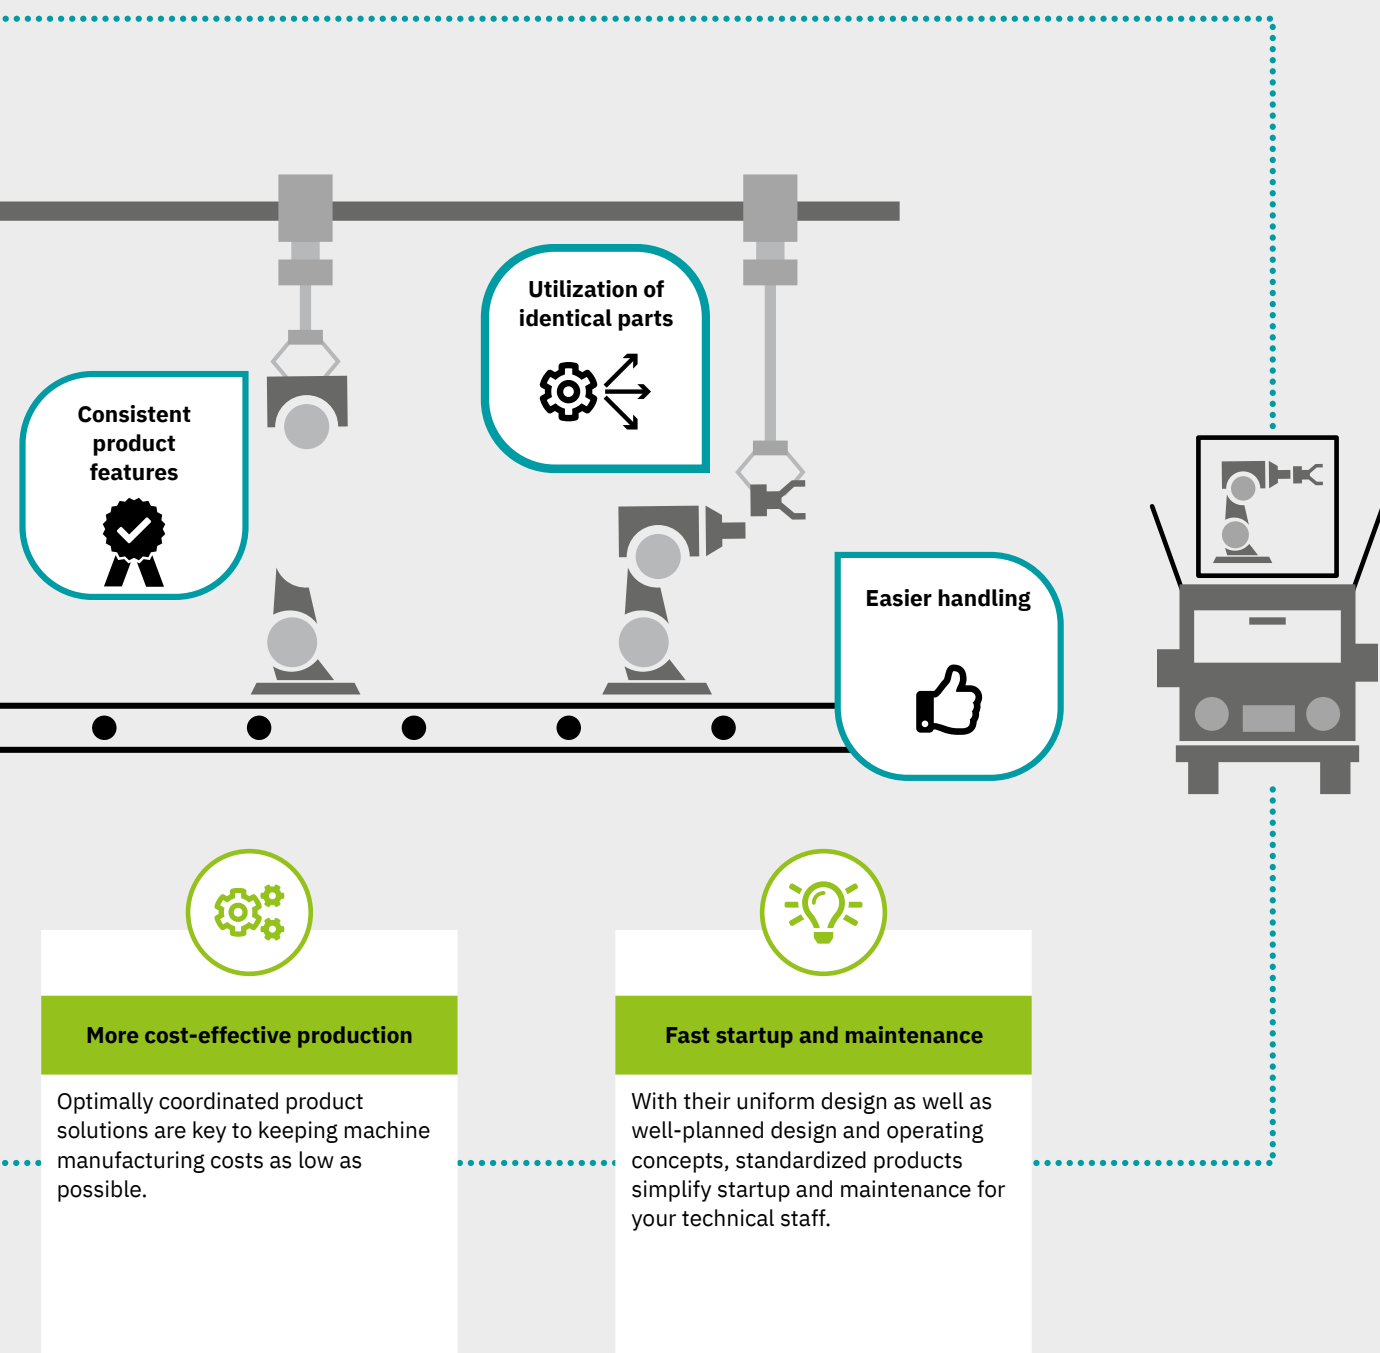 Utilization of
identical parts
Consistent
product
features
Easier handling
More cost-effective production
Optimally coordinated product
solutions are key to keeping machine
manufacturing costs as low as
possible.
Fast startup and maintenance
With their uniform design as well as
well-planned design and operating
concepts, standardized products
simplify startup and maintenance for
your technical staff.